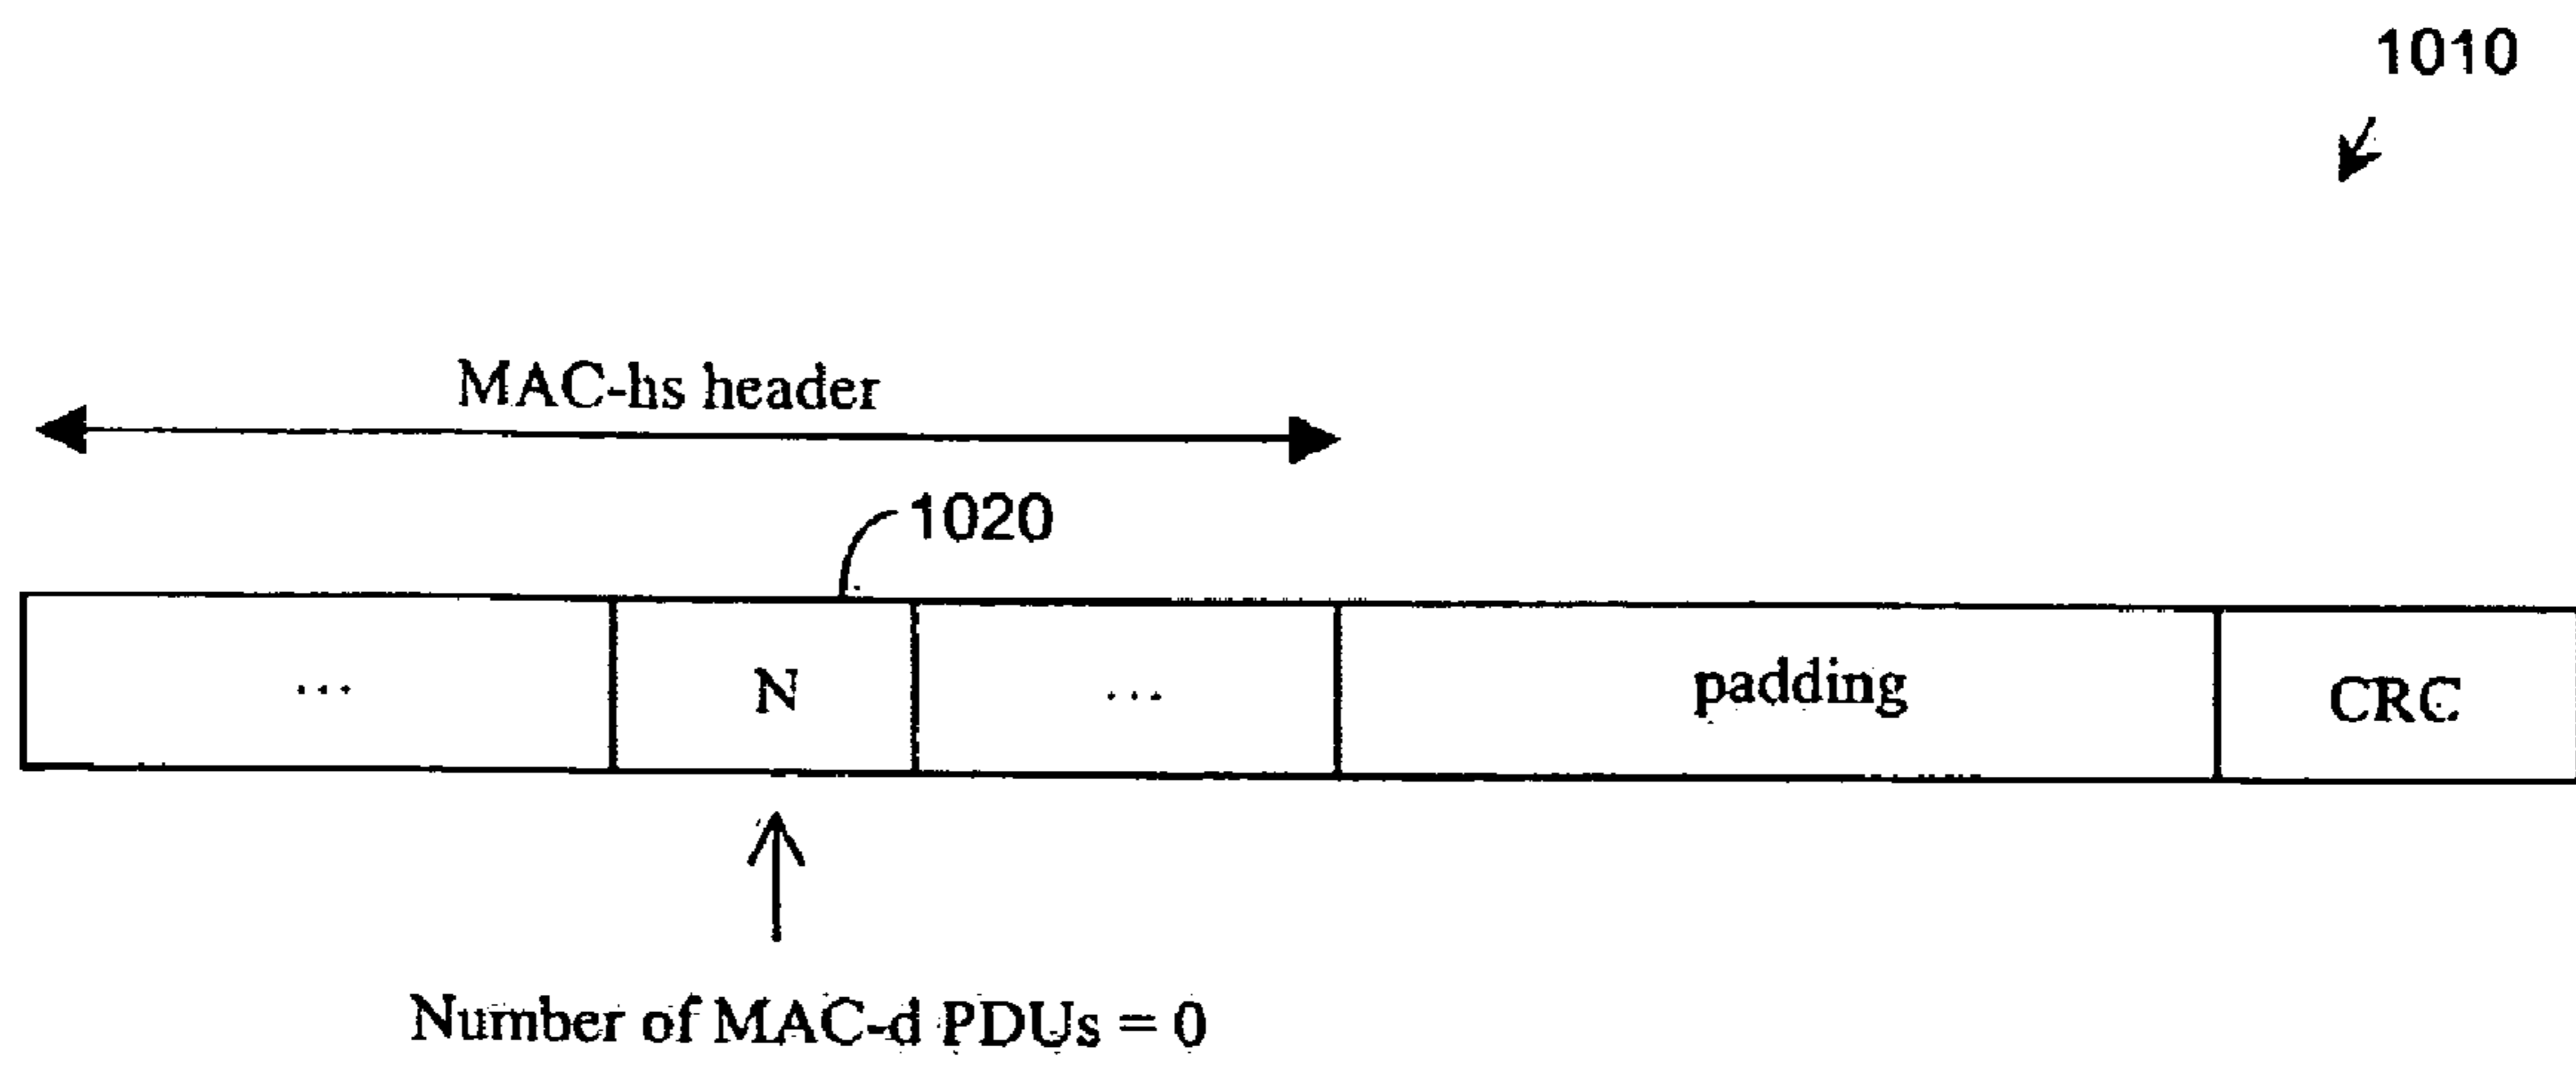 1010
MAC-hs header
1020
... N ... padding CRC
Number of MAC-d PDUs = 0